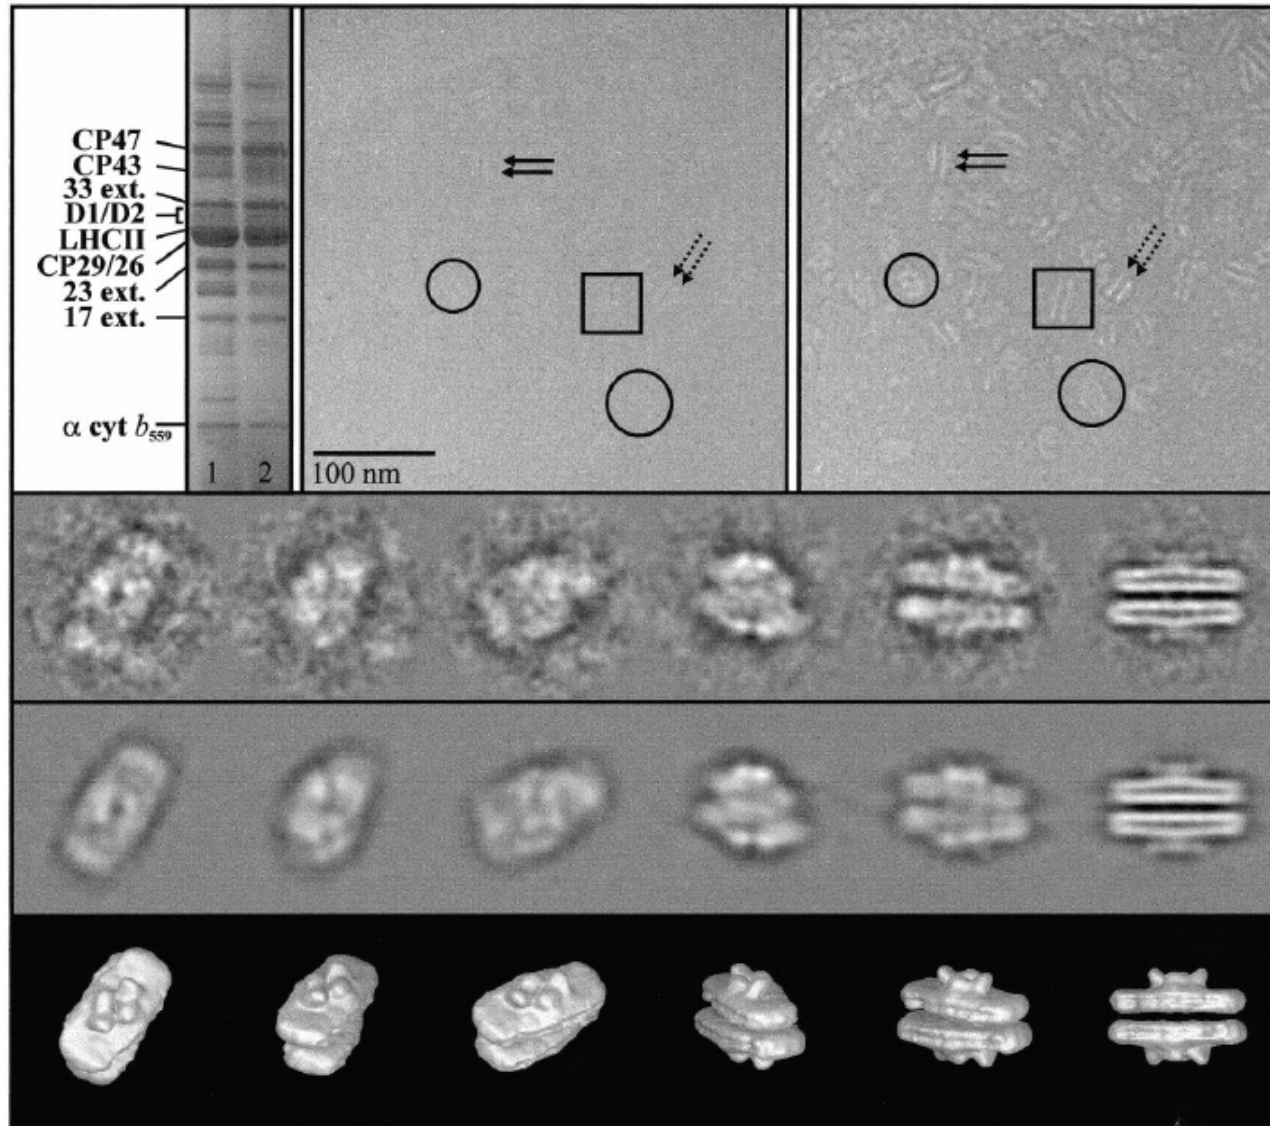 CP47
CP43
33 ext.
D1/D2
LHCII
CP29/26
23 ext.
17 ext.
α cyt b559
1 2
100 nm